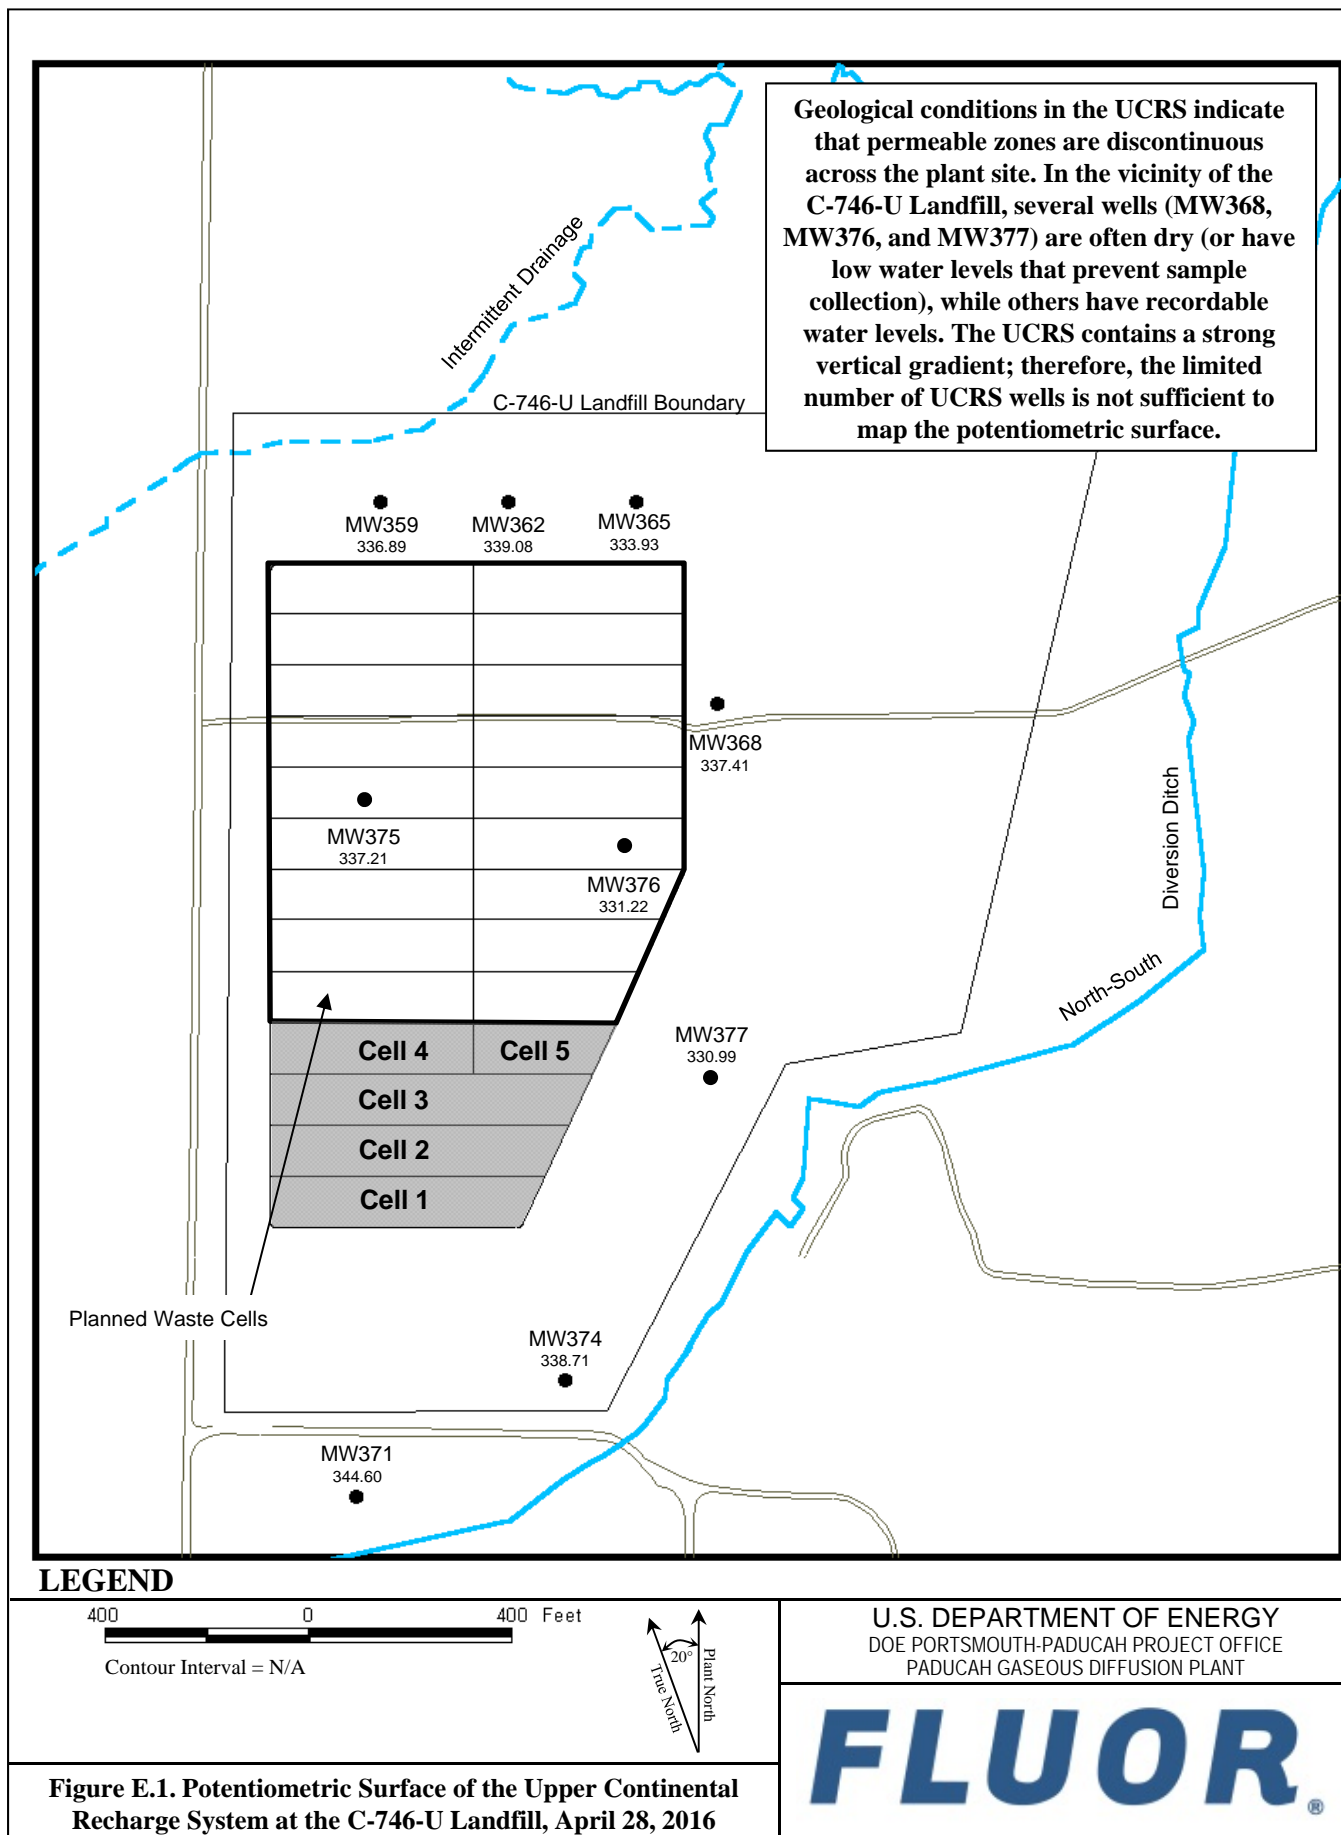 Geological conditions in the UCRS indicate
that permeable zones are discontinuous
across the plant site. In the vicinity of the
C-746-U Landfill, several wells (MW368,
MW376, and MW377) are often dry (or have
low water levels that prevent sample
collection), while others have recordable
water levels. The UCRS contains a strong
vertical gradient; therefore, the limited
number of UCRS wells is not sufficient to
map the potentiometric surface.
Intermittent Drainage
C-746-U Landfill Boundary
MW359
336.89
MW362
339.08
MW365
333.93
MW368
337.41
MW375
337.21
MW376
331.22
Diversion Ditch
North-South
MW377
330.99
Cell 4
Cell 5
Cell 3
Cell 2
Cell 1
Planned Waste Cells
MW374
338.71
MW371
344.60
LEGEND
400 0 400 Feet
Contour Interval = N/A
20°
True North
Plant North
U.S. DEPARTMENT OF ENERGY
DOE PORTSMOUTH-PADUCAH PROJECT OFFICE
PADUCAH GASEOUS DIFFUSION PLANT
FLUOR®
Figure E.1. Potentiometric Surface of the Upper Continental
Recharge System at the C-746-U Landfill, April 28, 2016